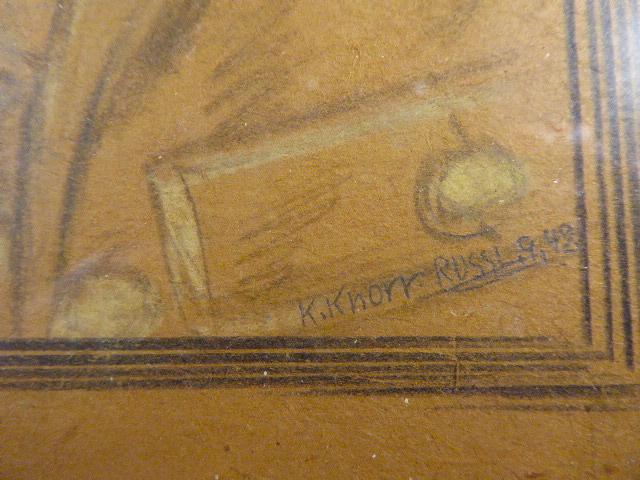 K. Knorr. RUSSL. 9. 42